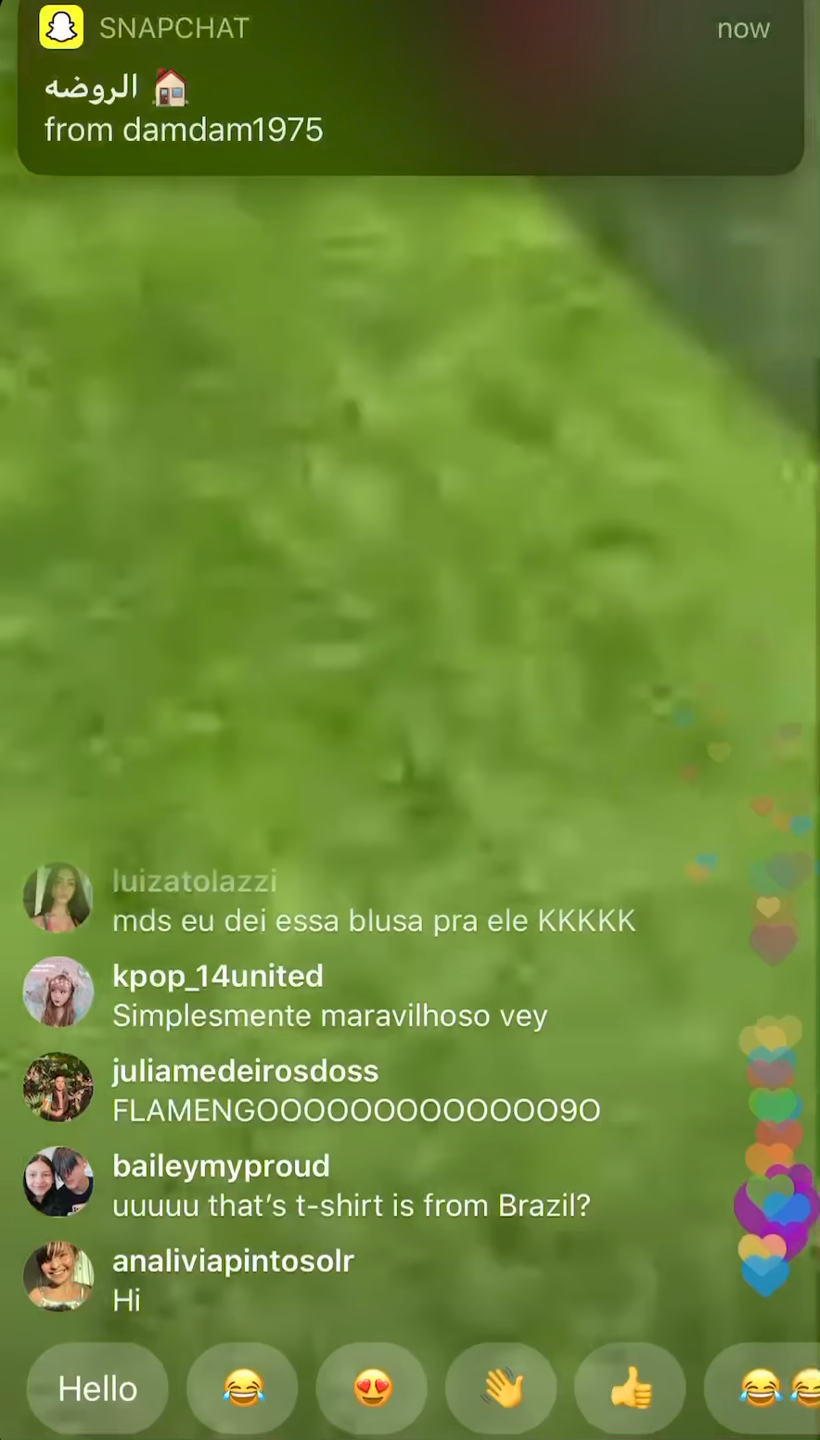 SNAPCHAT now
الروضه 🏠
from damdam1975
luizatolazzi
mds eu dei essa blusa pra ele KKKKK
kpop_14united
Simplesmente maravilhoso vey
juliamedeirosdoss
FLAMENGOOOOOOOOOOOOOO9O
baileymyproud
uuuuu that’s t-shirt is from Brazil?
analiviapintosolr
Hi
Hello 😂 😍 👋 👍 😂😂